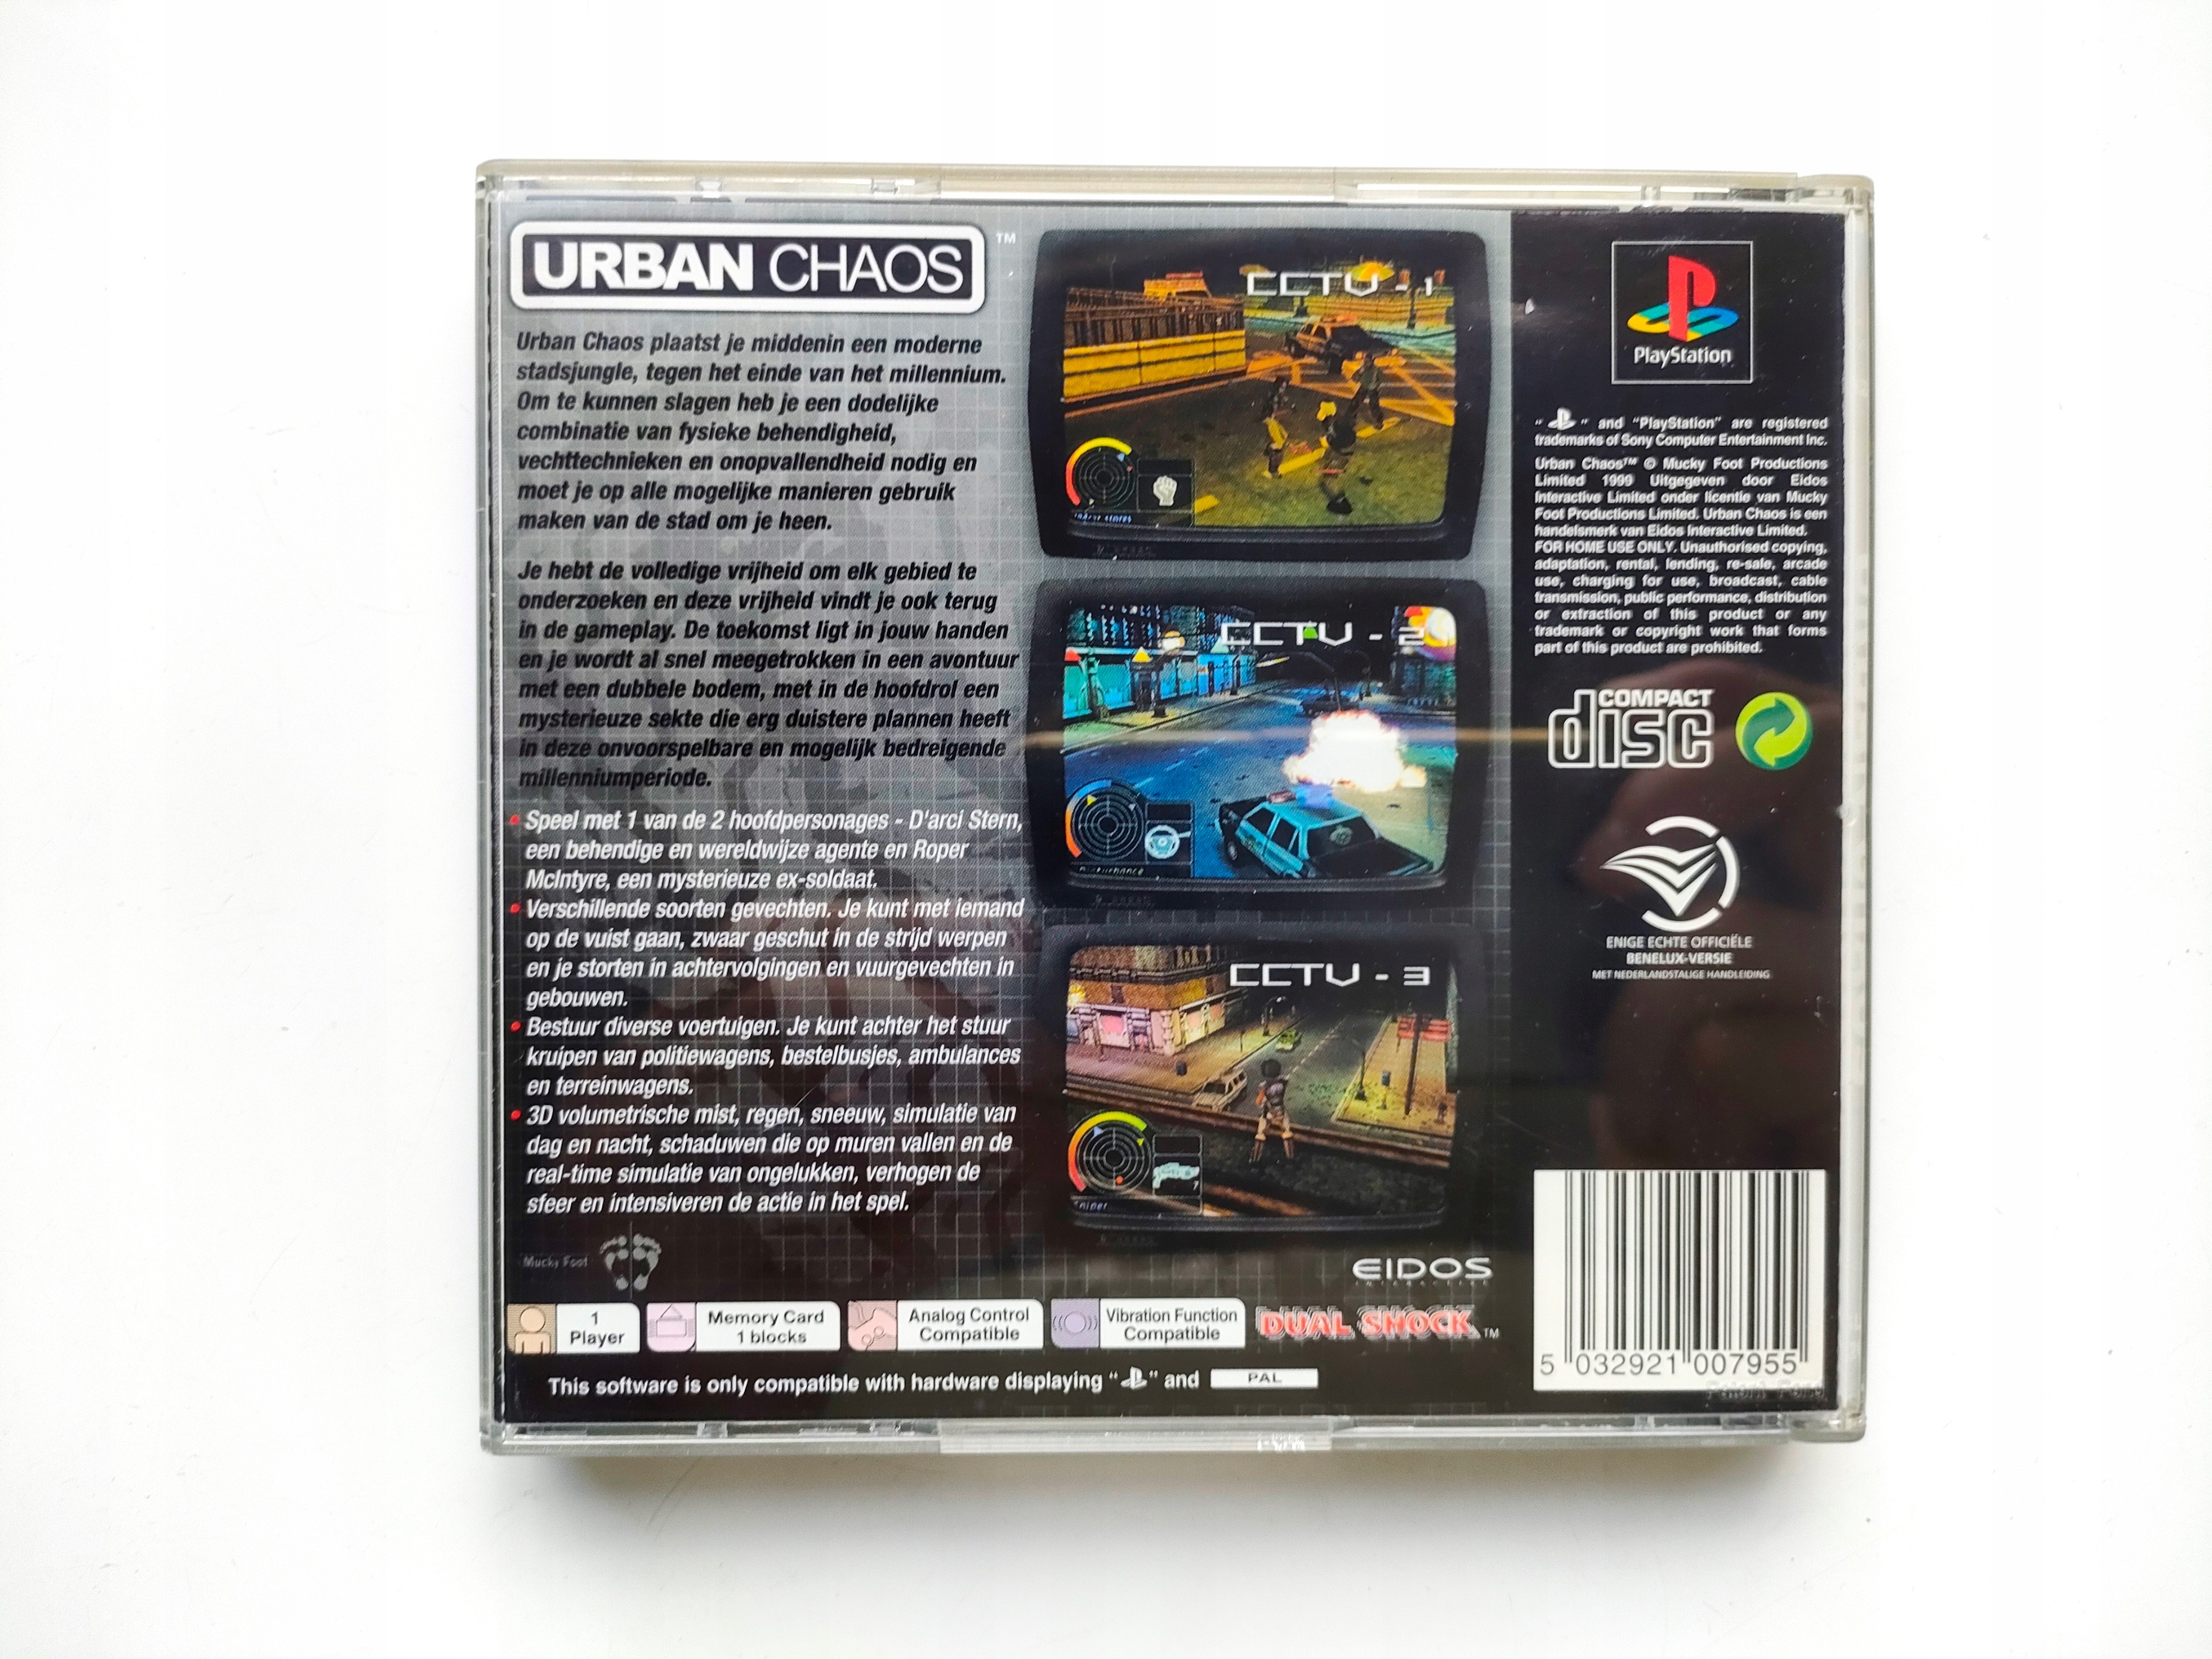 URBAN CHAOS ™
Urban Chaos plaatst je middenin een moderne
stadsjungle, tegen het einde van het millennium.
Om te kunnen slagen heb je een dodelijke
combinatie van fysieke behendigheid,
vechttechnieken en onopvallendheid nodig en
moet je op alle mogelijke manieren gebruik
maken van de stad om je heen.
Je hebt de volledige vrijheid om elk gebied te
onderzoeken en deze vrijheid vindt je ook terug
in de gameplay. De toekomst ligt in jouw handen
en je wordt al snel meegetrokken in een avontuur
met een dubbele bodem, met in de hoofdrol een
mysterieuze sekte die erg duistere plannen heeft
in deze onvoorspelbare en mogelijk bedreigende
millenniumperiode.
• Speel met 1 van de 2 hoofdpersonages - D'arci Stern,
een behendige en wereldwijze agente en Roper
McIntyre, een mysterieuze ex-soldaat.
• Verschillende soorten gevechten. Je kunt met iemand
op de vuist gaan, zwaar geschut in de strijd werpen
en je storten in achtervolgingen en vuurgevechten in
gebouwen.
• Bestuur diverse voertuigen. Je kunt achter het stuur
kruipen van politiewagens, bestelbusjes, ambulances
en terreinwagens.
• 3D volumetrische mist, regen, sneeuw, simulatie van
dag en nacht, schaduwen die op muren vallen en de
real-time simulatie van ongelukken, verhogen de
sfeer en intensiveren de actie in het spel.
Mucky Foot
CCTV - 1
CCTV - 2
CCTV - 3
EIDOS
INTERACTIVE
1
Player
Memory Card
1 blocks
Analog Control
Compatible
Vibration Function
Compatible
DUAL SHOCK™
This software is only compatible with hardware displaying " " and PAL
PlayStation
" " and "PlayStation" are registered
trademarks of Sony Computer Entertainment Inc.
Urban Chaos™ © Mucky Foot Productions
Limited 1999 Uitgegeven door Eidos
Interactive Limited onder licentie van Mucky
Foot Productions Limited. Urban Chaos is een
handelsmerk van Eidos Interactive Limited.
FOR HOME USE ONLY. Unauthorised copying,
adaptation, rental, lending, re-sale, arcade
use, charging for use, broadcast, cable
transmission, public performance, distribution
or extraction of this product or any
trademark or copyright work that forms
part of this product are prohibited.
COMPACT
disc
ENIGE ECHTE OFFICIËLE
BENELUX-VERSIE
MET NEDERLANDSTALIGE HANDLEIDING
5 032921 007955